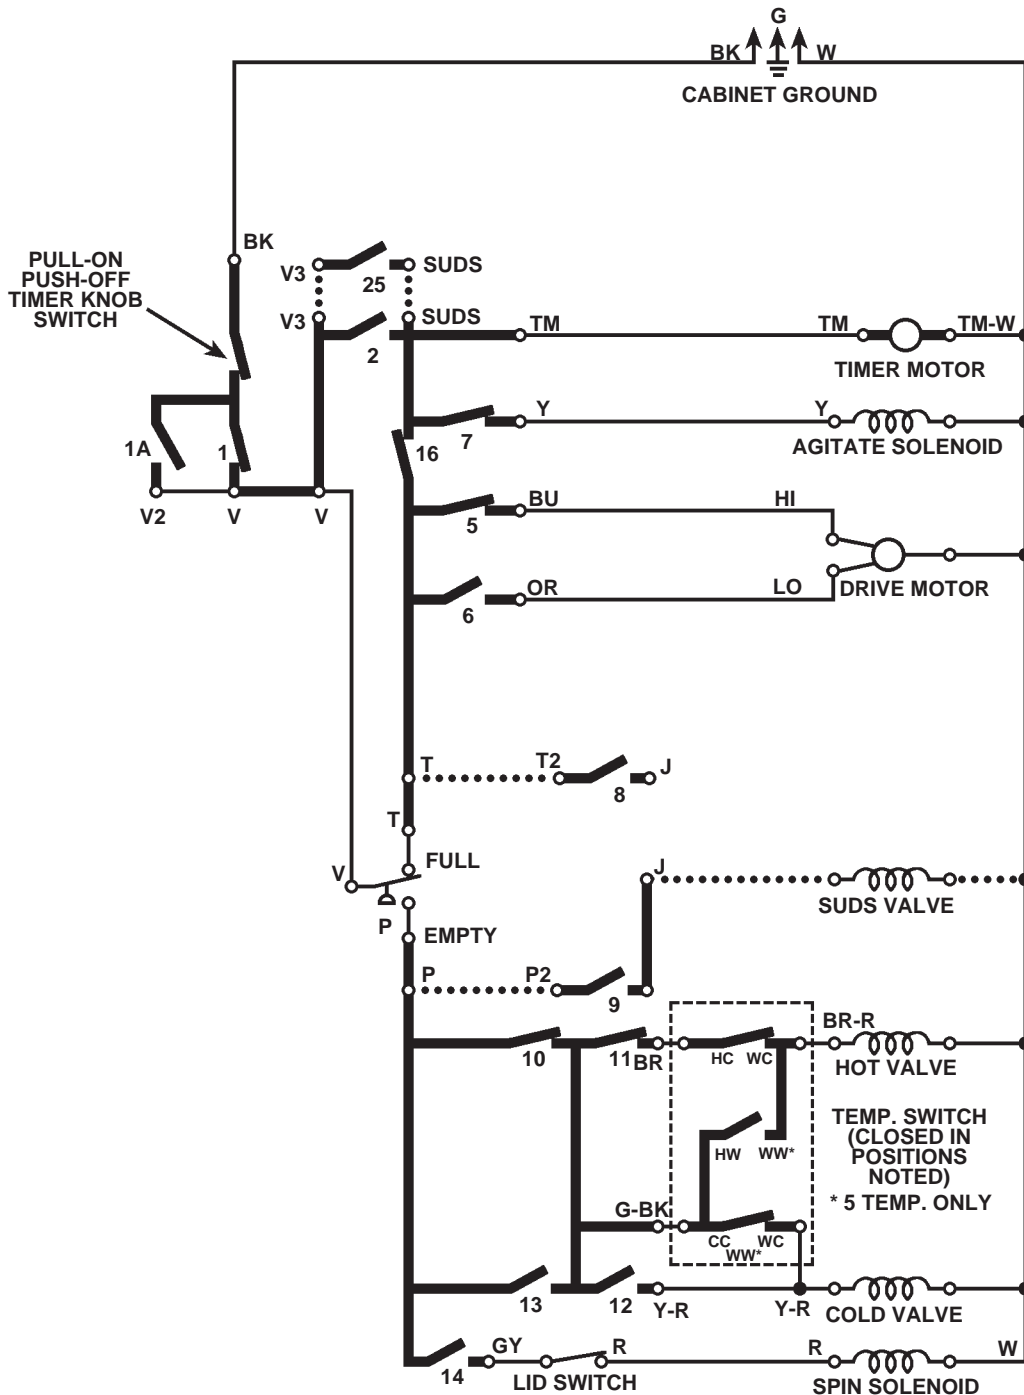 G
BK W
CABINET GROUND
BK
PULL-ON
PUSH-OFF
TIMER KNOB
SWITCH
V3 25 SUDS
V3 2 SUDS
TM TM TM-W
TIMER MOTOR
Y Y
7
AGITATE SOLENOID
1A 1 16
V2 V V
BU HI
5
DRIVE MOTOR
OR LO
6
T T2 J
8
T
FULL
V
P
EMPTY
J
SUDS VALVE
P P2
9
BR-R
10 11 BR HC WC
HOT VALVE
HW WW*
TEMP. SWITCH
(CLOSED IN
POSITIONS
NOTED)
* 5 TEMP. ONLY
G-BK
CC WC
WW*
13 12 Y-R Y-R
COLD VALVE
14 GY R R W
LID SWITCH
SPIN SOLENOID